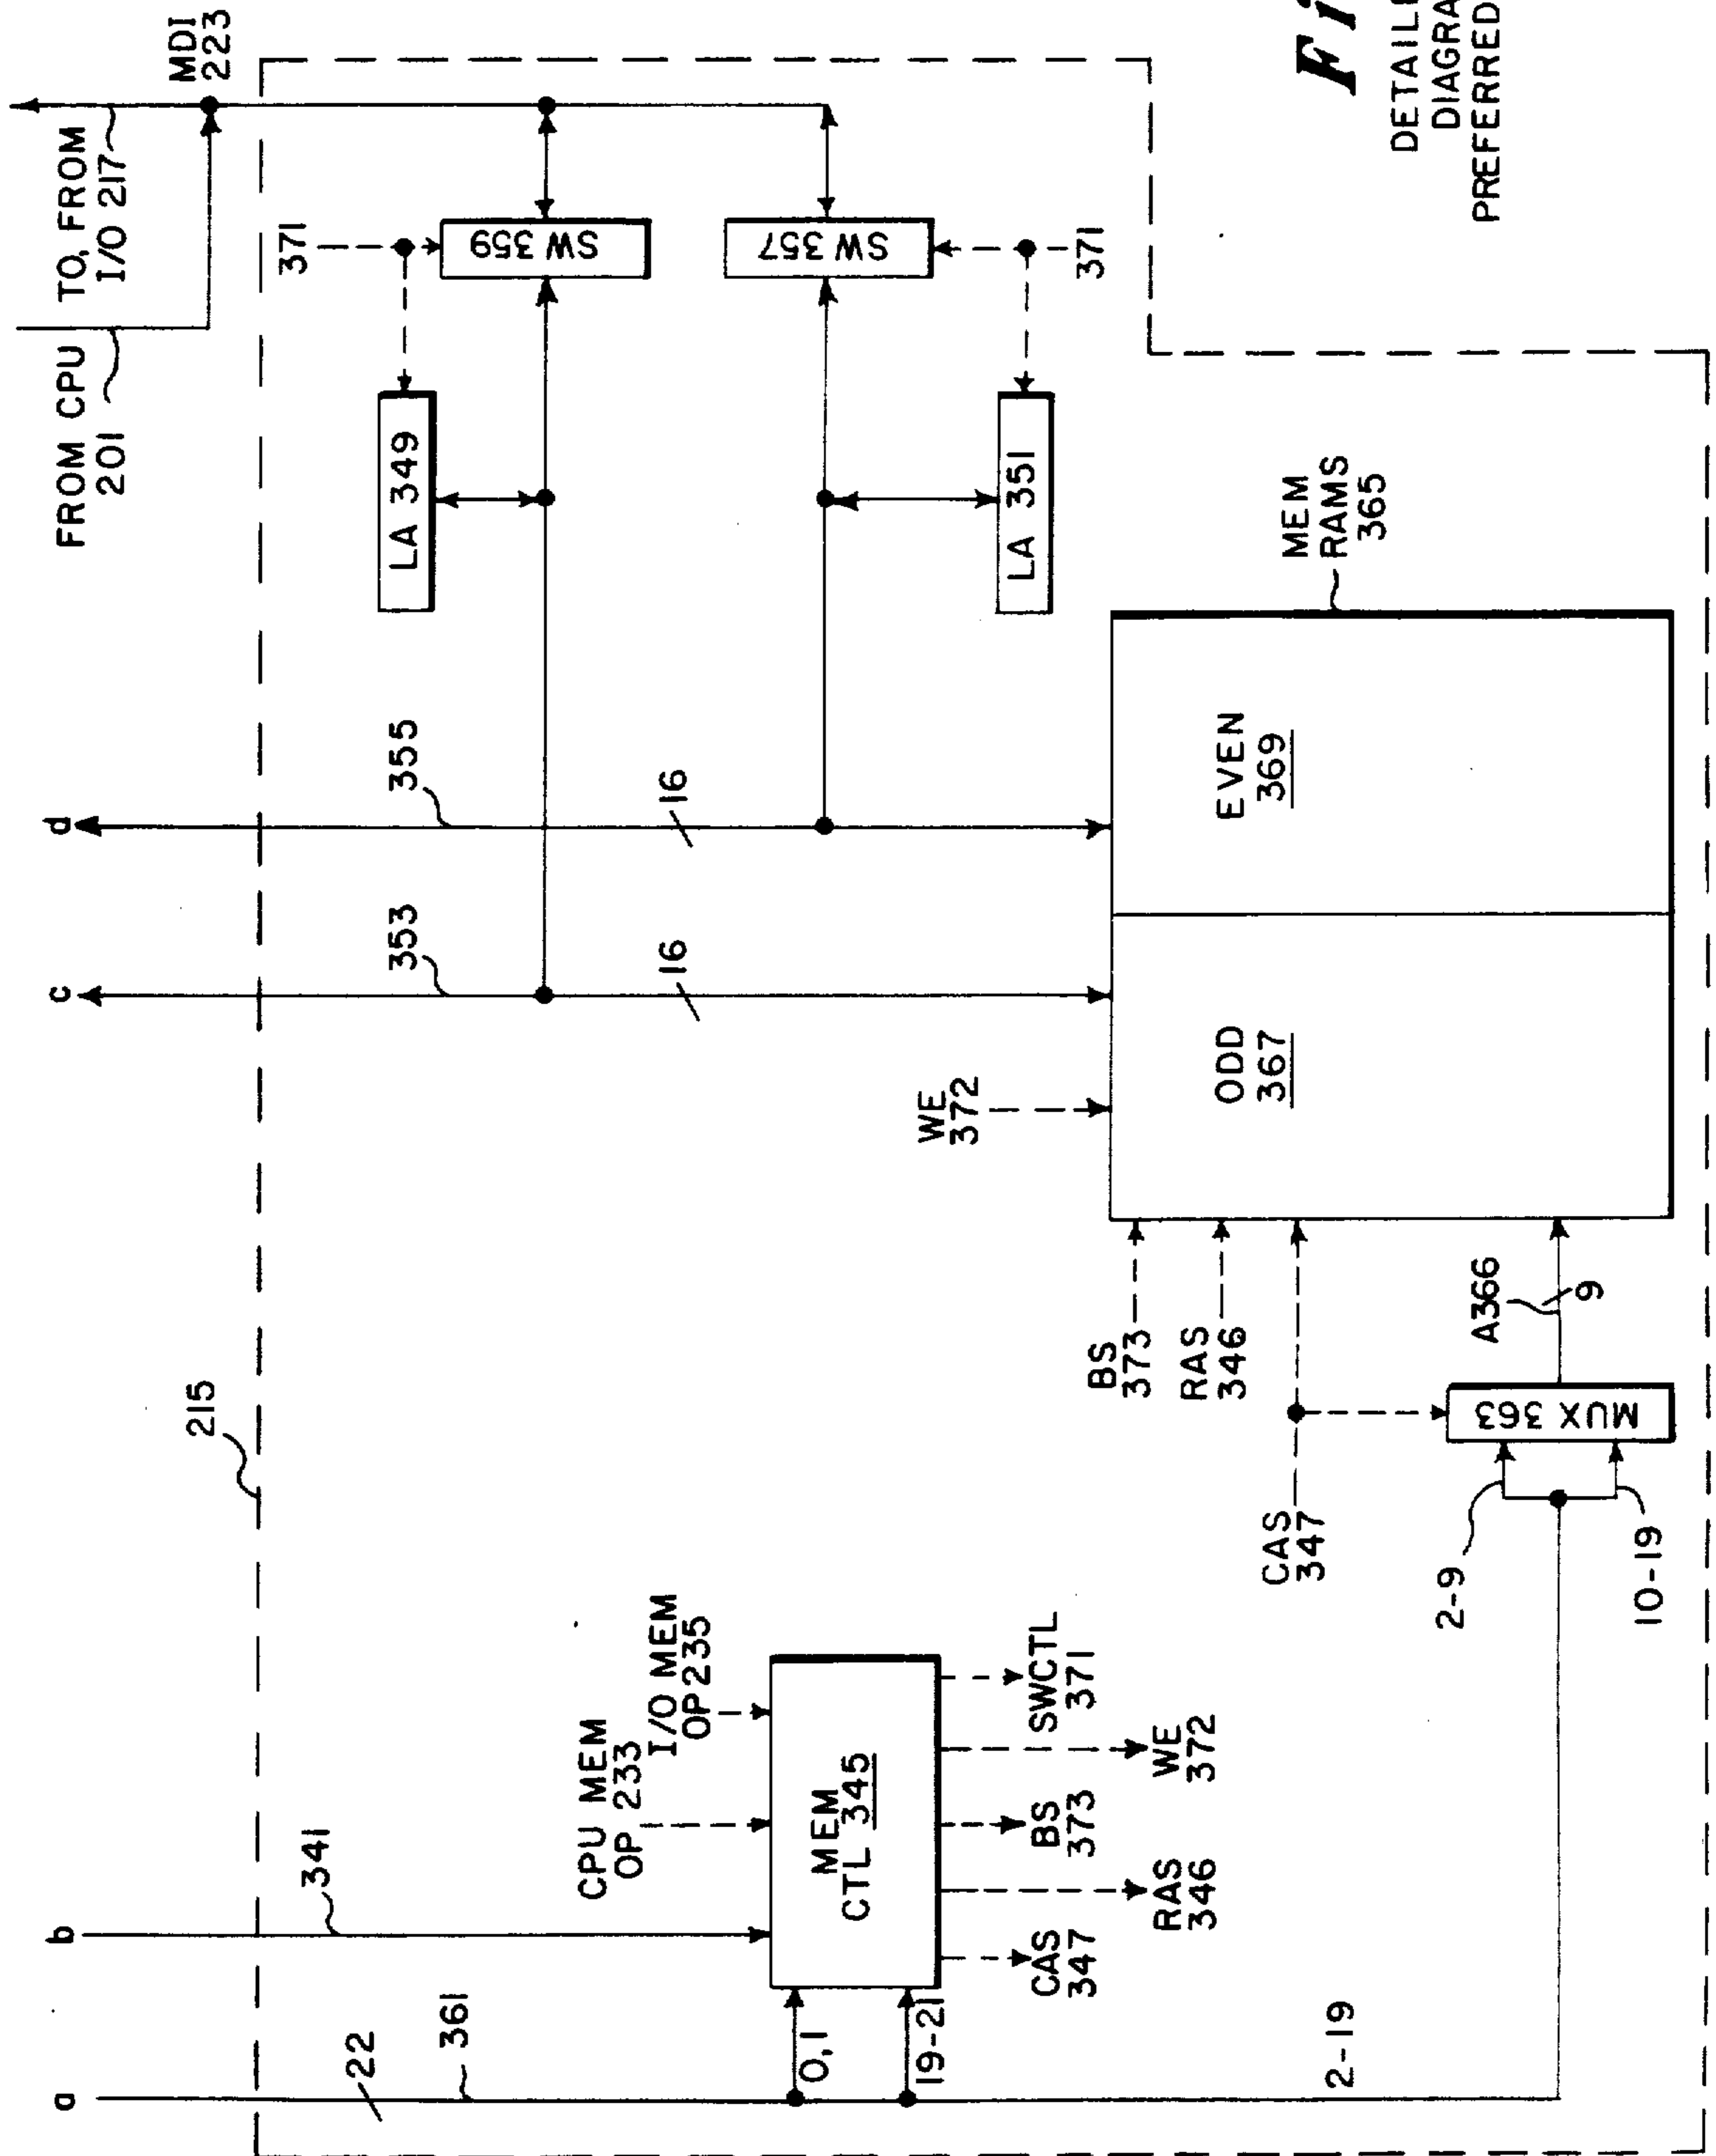 FROM CPU
201
TO, FROM
I/O 217
MDI
223
a
b
c
d
22
361
341
215
353
355
16
16
371
LA 349
SW 359
SW 357
LA 351
371
CPU MEM
OP 233
I/O MEM
OP 235
0,1
19-21
MEM
CTL 345
CAS
347
RAS
346
BS
373
WE
372
SWCTL
371
WE
372
BS
373
RAS
346
CAS
347
ODD
367
EVEN
369
MEM
RAMS
365
2-9
10-19
MUX 363
A366
9
2-19
Fi
DETAILE
DIAGRA
PREFERRED